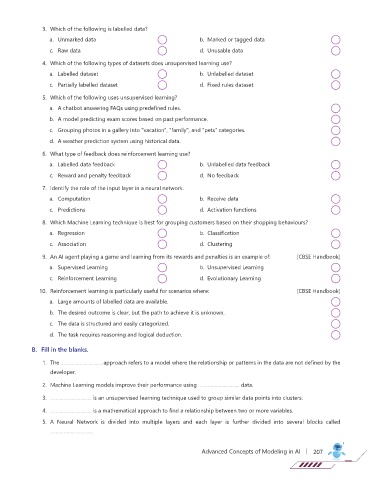 3. Which of the following is labelled data?
a. Unmarked data b. Marked or tagged data
c. Raw data d. Unusable data
4. Which of the following types of datasets does unsupervised learning use?
a. Labelled dataset b. Unlabelled dataset
c. Partially labelled dataset d. Fixed rules dataset
5. Which of the following uses unsupervised learning?
a. A chatbot answering FAQs using predefined rules.
b. A model predicting exam scores based on past performance.
c. Grouping photos in a gallery into "vacation", "family", and "pets" categories.
d. A weather prediction system using historical data.
6. What type of feedback does reinforcement learning use?
a. Labelled data feedback b. Unlabelled data feedback
c. Reward and penalty feedback d. No feedback
7. Identify the role of the input layer in a neural network.
a. Computation b. Receive data
c. Predictions d. Activation functions
8. Which Machine Learning technique is best for grouping customers based on their shopping behaviours?
a. Regression b. Classification
c. Association d. Clustering
9. An AI agent playing a game and learning from its rewards and penalties is an example of: [CBSE Handbook]
a. Supervised Learning b. Unsupervised Learning
c. Reinforcement Learning d. Evolutionary Learning
10. Reinforcement learning is particularly useful for scenarios where: [CBSE Handbook]
a. Large amounts of labelled data are available.
b. The desired outcome is clear, but the path to achieve it is unknown.
c. The data is structured and easily categorized.
d. The task requires reasoning and logical deduction.
B. Fill in the blanks.
1. The .................... approach refers to a model where the relationship or patterns in the data are not defined by the
developer.
2. Machine Learning models improve their performance using .................... data.
3. .................... is an unsupervised learning technique used to group similar data points into clusters.
4. .................... is a mathematical approach to find a relationship between two or more variables.
5. A Neural Network is divided into multiple layers and each layer is further divided into several blocks called
....................
Advanced Concepts of Modeling in AI | 207